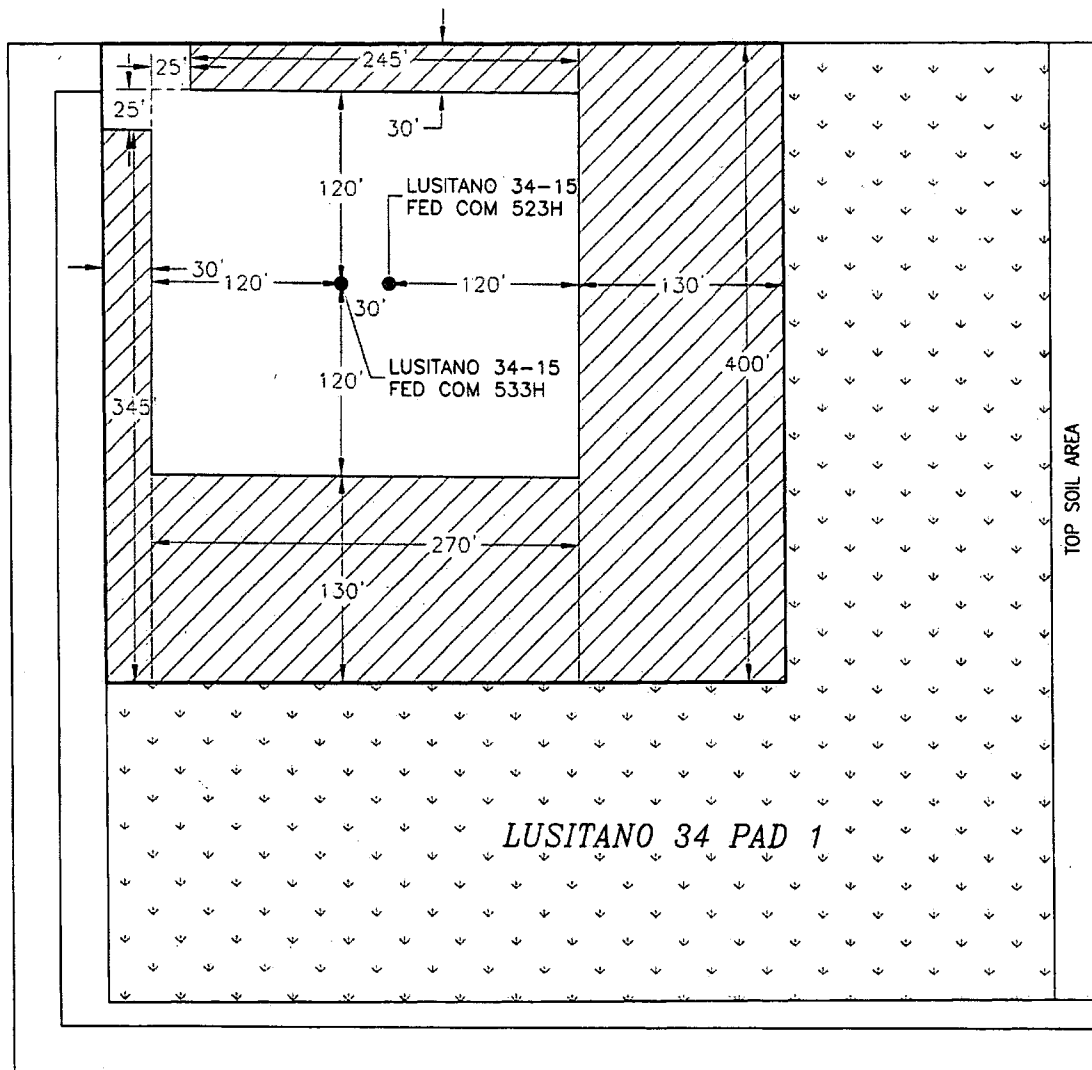 245'
25'
25'
30'
120'
LUSITANO 34-15
FED COM 523H
30'
120'
30'
120'
130'
LUSITANO 34-15
FED COM 533H
120'
400'
345'
270'
130'
TOP SOIL AREA
LUSITANO 34 PAD 1